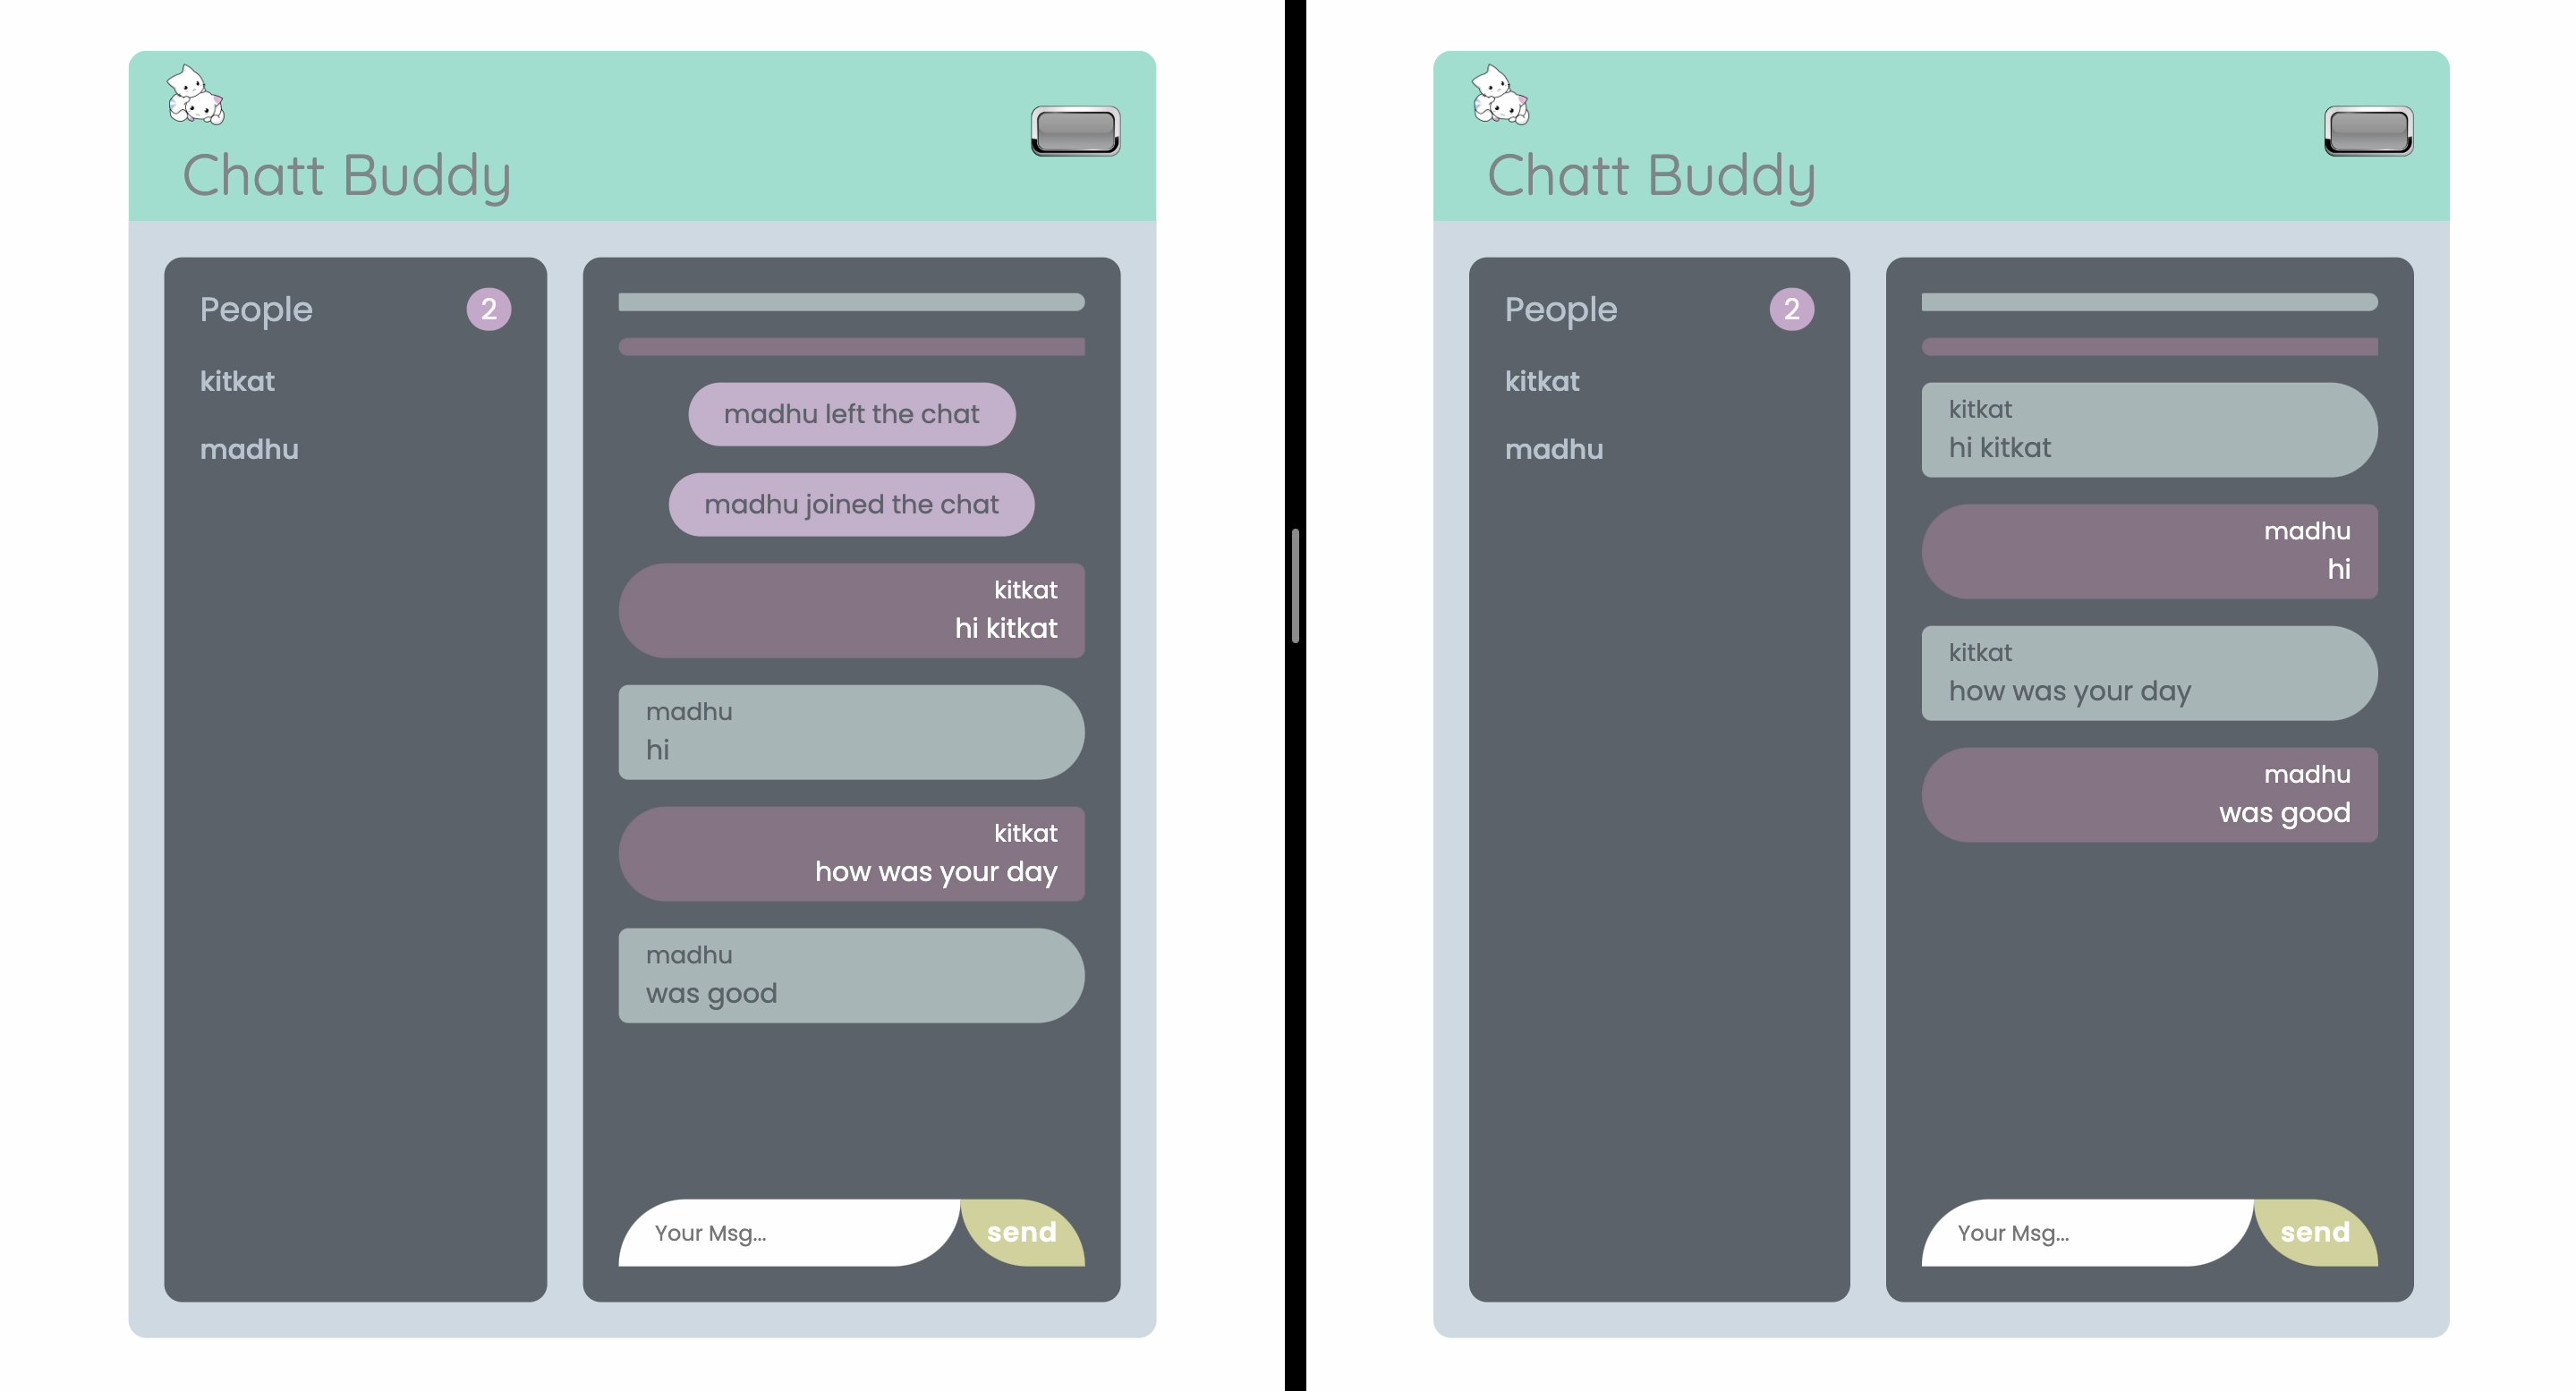 Chatt Buddy
People 2
kitkat
madhu
madhu left the chat
madhu joined the chat
kitkat
hi kitkat
madhu
hi
kitkat
how was your day
madhu
was good
Your Msg...
send
Chatt Buddy
People 2
kitkat
madhu
kitkat
hi kitkat
madhu
hi
kitkat
how was your day
madhu
was good
Your Msg...
send